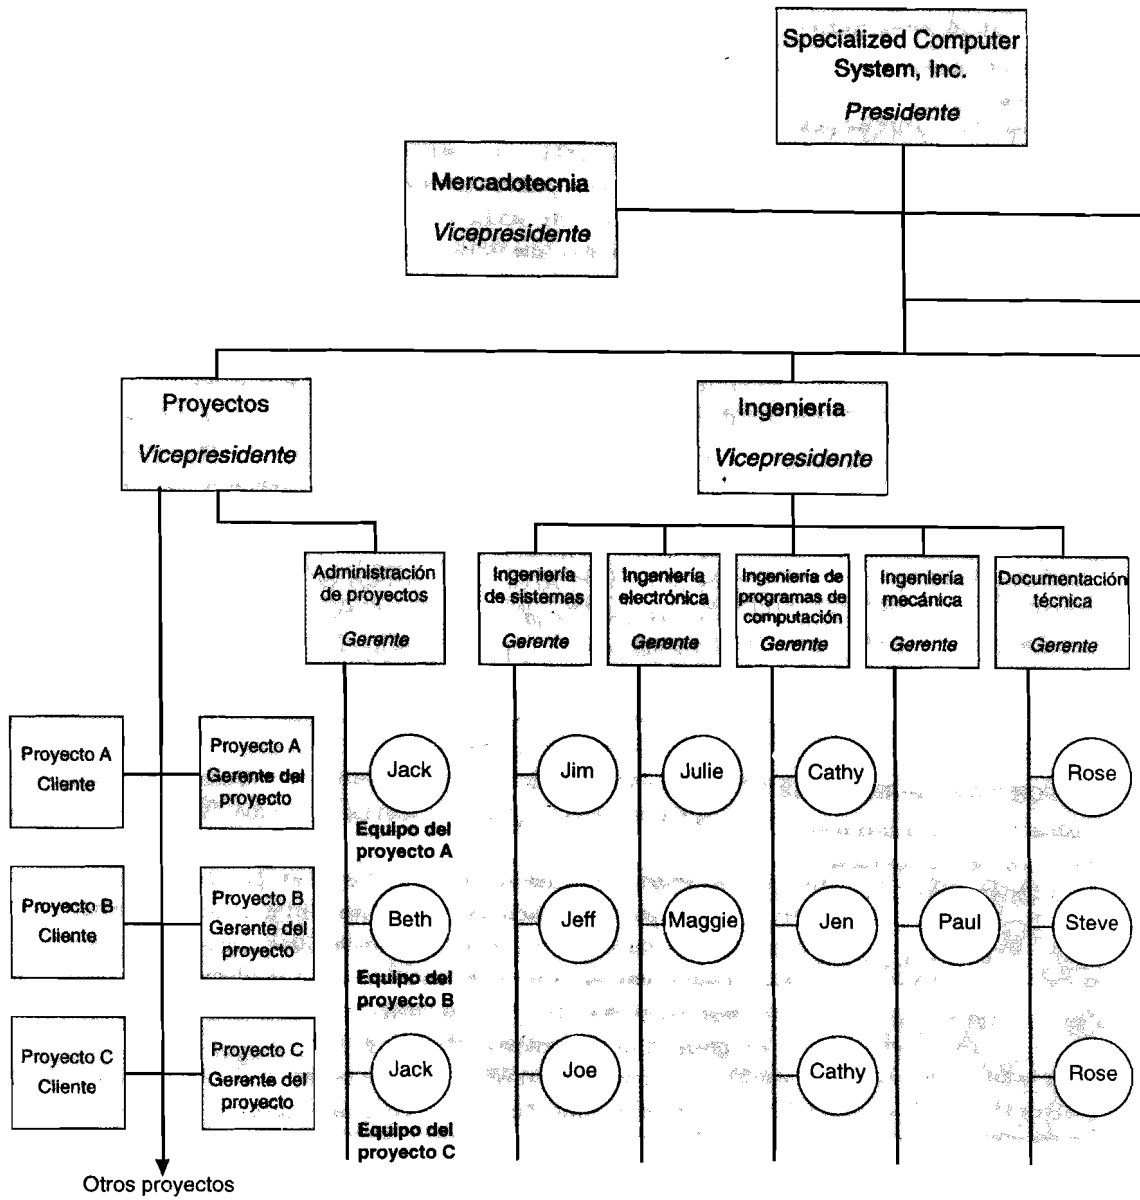 Specialized Computer
System, Inc.
Presidente
Mercadotecnia
Vicepresidente
Proyectos
Vicepresidente
Ingeniería
Vicepresidente
Administración
de proyectos
Gerente
Ingeniería
de sistemas
Gerente
Ingeniería
electrónica
Gerente
Ingeniería de
programas de
computación
Gerente
Ingeniería
mecánica
Gerente
Documentación
técnica
Gerente
Proyecto A
Cliente
Proyecto A
Gerente del
proyecto
Jack
Jim
Julie
Cathy
Rose
Equipo del
proyecto A
Proyecto B
Cliente
Proyecto B
Gerente del
proyecto
Beth
Jeff
Maggie
Jen
Paul
Steve
Equipo del
proyecto B
Proyecto C
Cliente
Proyecto C
Gerente del
proyecto
Jack
Joe
Cathy
Rose
Equipo del
proyecto C
Otros proyectos